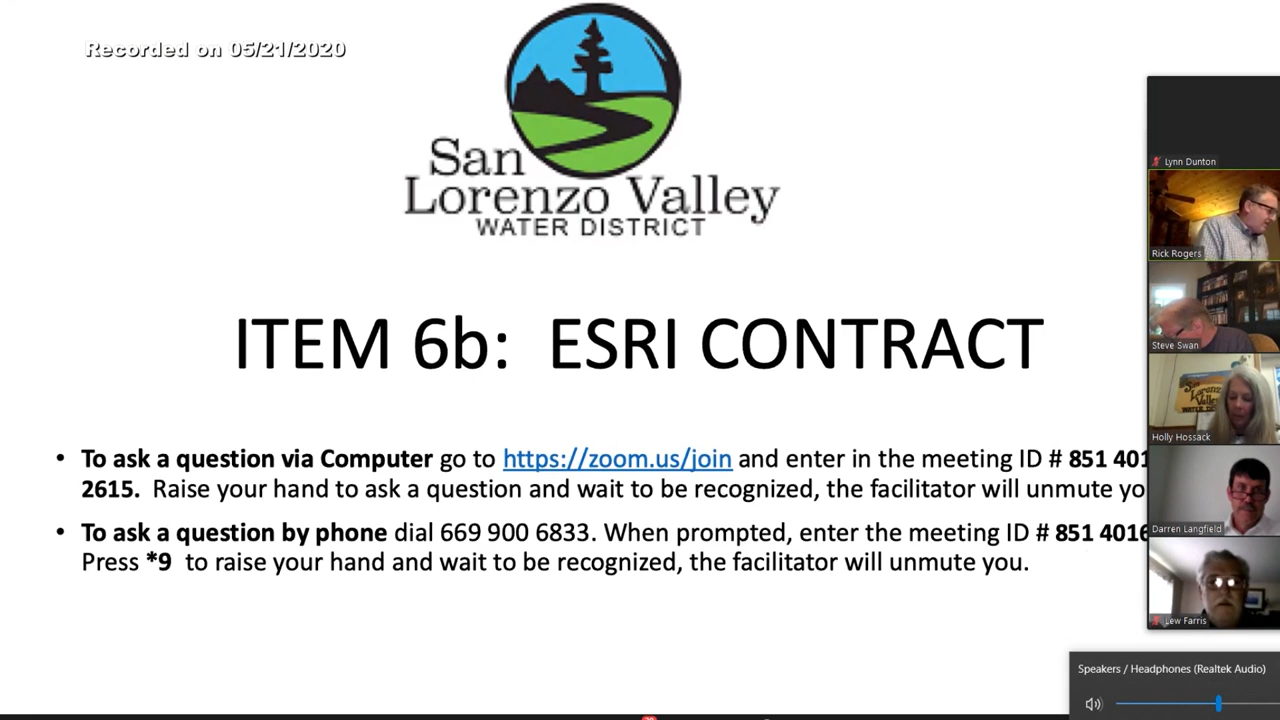 Recorded on 05/21/2020
San
Lorenzo Valley
WATER DISTRICT
ITEM 6b: ESRI CONTRACT
• To ask a question via Computer go to https://zoom.us/join and enter in the meeting ID # 851 401
2615. Raise your hand to ask a question and wait to be recognized, the facilitator will unmute yo
• To ask a question by phone dial 669 900 6833. When prompted, enter the meeting ID # 851 4016
Press *9 to raise your hand and wait to be recognized, the facilitator will unmute you.
Lynn Dunton
Rick Rogers
Steve Swan
San
Lorenzo
Valley
Holly Hossack
Darren Langfield
Lew Farris
Speakers / Headphones (Realtek Audio)